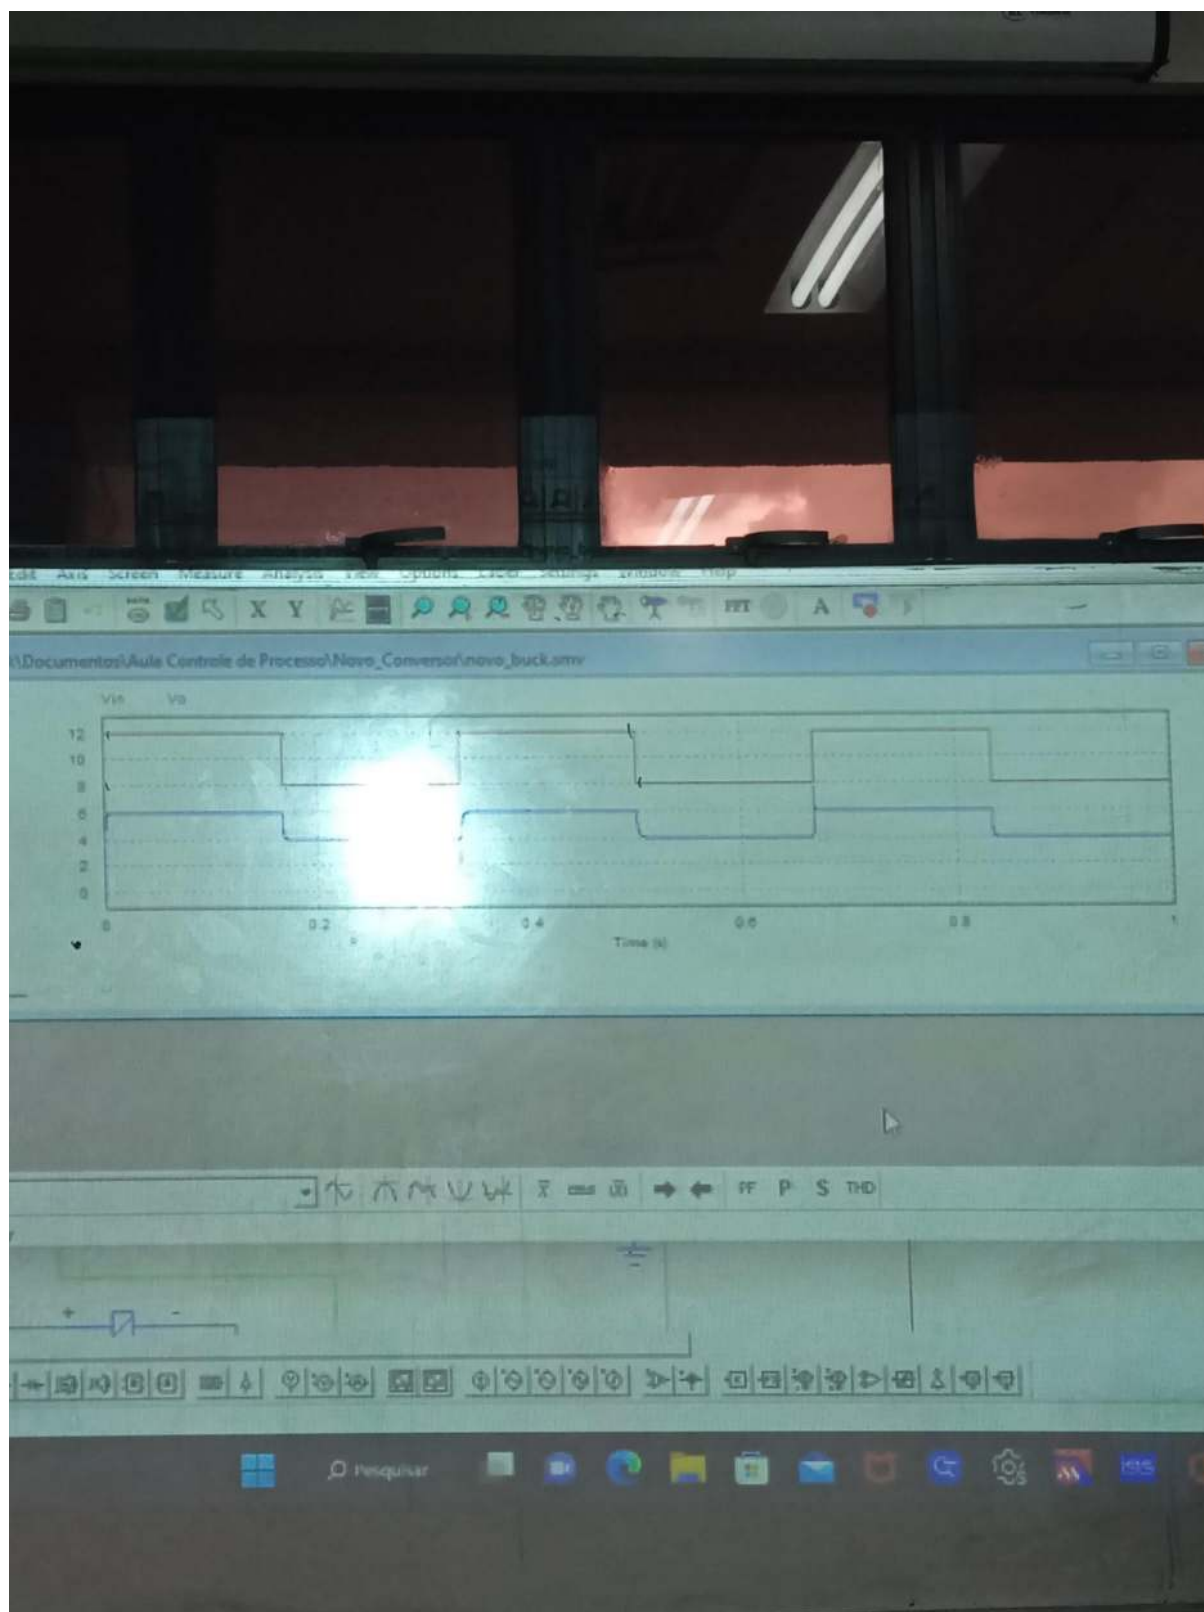 Edit Axis Screen Measure Analysis View Options Label Settings Window Help
X Y FFT A
\Documentos\Aula Controle de Processo\Novo_Conversor\novo_buck.smv
Vin Vo
12
10
8
6
4
2
0
0 0.2 0.4 0.6 0.8 1
Time (s)
PF P S THD
+ -
Pesquisar